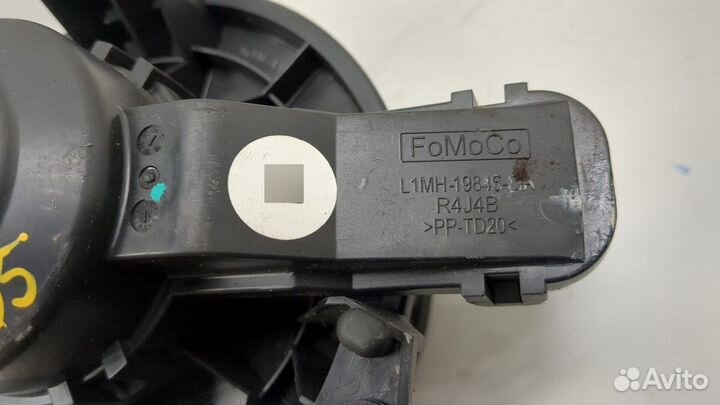 FoMoCo
R4J4B
>PP-TD20<
Avito